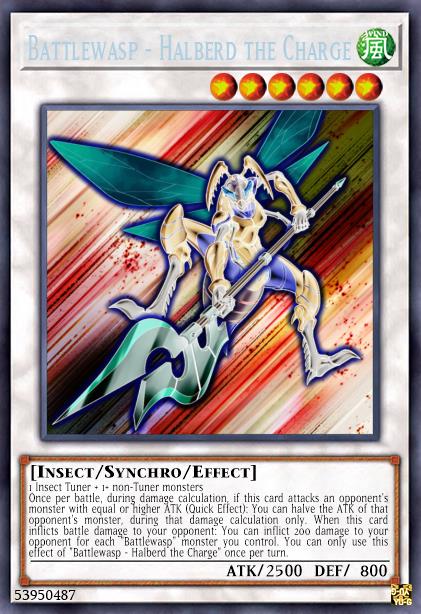 Battlewasp - Halberd the Charge
WIND
風
[Insect/Synchro/Effect]
1 Insect Tuner + 1+ non-Tuner monsters
Once per battle, during damage calculation, if this card attacks an opponent's
monster with equal or higher ATK (Quick Effect): You can halve the ATK of that
opponent's monster, during that damage calculation only. When this card
inflicts battle damage to your opponent: You can inflict 200 damage to your
opponent for each "Battlewasp" monster you control. You can only use this
effect of "Battlewasp - Halberd the Charge" once per turn.
ATK/2500 DEF/ 800
53950487